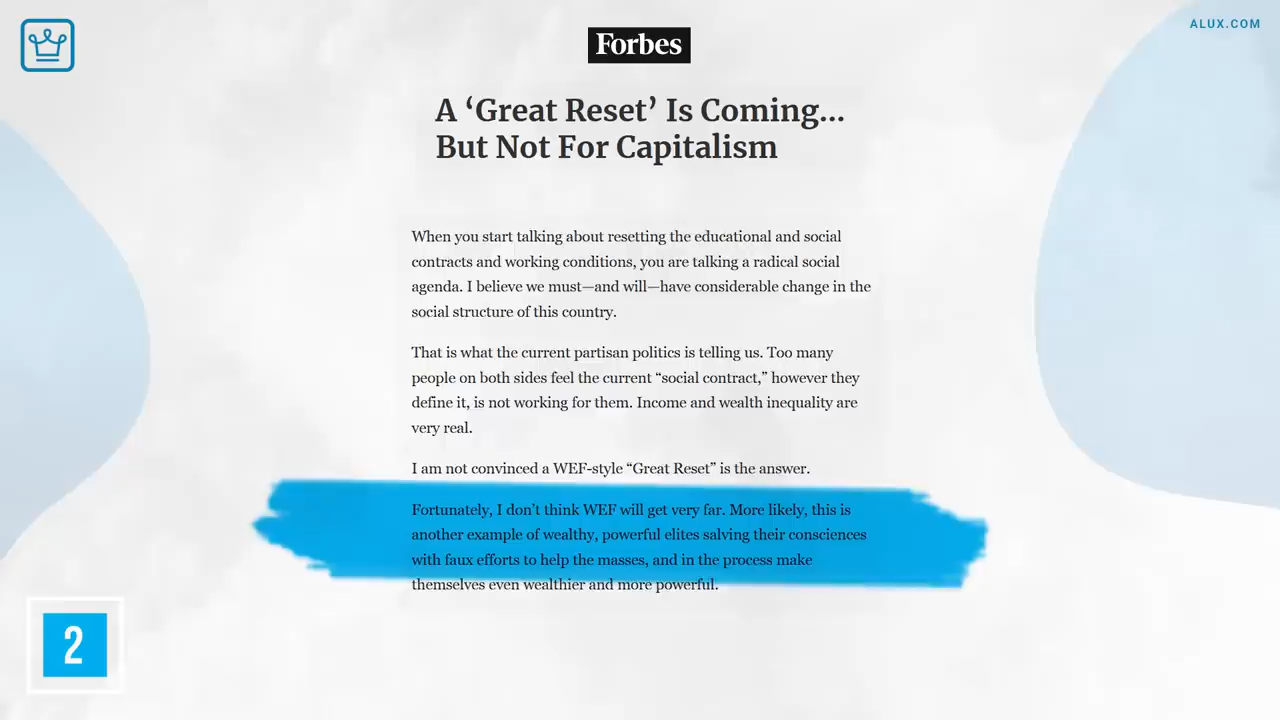 ALUX.COM
Forbes
A ‘Great Reset’ Is Coming...
But Not For Capitalism
When you start talking about resetting the educational and social
contracts and working conditions, you are talking a radical social
agenda. I believe we must—and will—have considerable change in the
social structure of this country.
That is what the current partisan politics is telling us. Too many
people on both sides feel the current “social contract,” however they
define it, is not working for them. Income and wealth inequality are
very real.
I am not convinced a WEF-style “Great Reset” is the answer.
Fortunately, I don’t think WEF will get very far. More likely, this is
another example of wealthy, powerful elites salving their consciences
with faux efforts to help the masses, and in the process make
themselves even wealthier and more powerful.
2